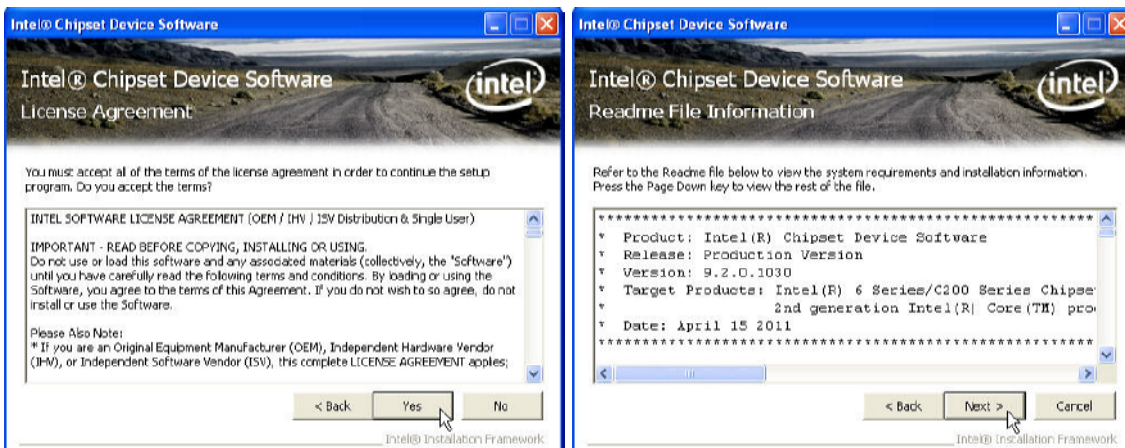 Intel® Chipset Device Software
Intel® Chipset Device Software
intel
License Agreement
You must accept all of the terms of the license agreement in order to continue the setup
program. Do you accept the terms?
INTEL SOFTWARE LICENSE AGREEMENT (OEM / IHV / ISV Distribution & Single User)
IMPORTANT - READ BEFORE COPYING, INSTALLING OR USING.
Do not use or load this software and any associated materials (collectively, the "Software")
until you have carefully read the following terms and conditions. By loading or using the
Software, you agree to the terms of this Agreement. If you do not wish to so agree, do not
install or use the Software.
Please Also Note:
* If you are an Original Equipment Manufacturer (OEM), Independent Hardware Vendor
(IHV), or Independent Software Vendor (ISV), this complete LICENSE AGREEMENT applies;
< Back Yes No
Intel® Installation Framework
Intel® Chipset Device Software
Intel® Chipset Device Software
intel
Readme File Information
Refer to the Readme file below to view the system requirements and installation information.
Press the Page Down key to view the rest of the file.
************************************************************
* Product: Intel(R) Chipset Device Software
* Release: Production Version
* Version: 9.2.0.1030
* Target Products: Intel(R) 6 Series/C200 Series Chipse
2nd generation Intel(R) Core(TM) pro
* Date: April 15 2011
************************************************************
< Back Next > Cancel
Intel® Installation Framework